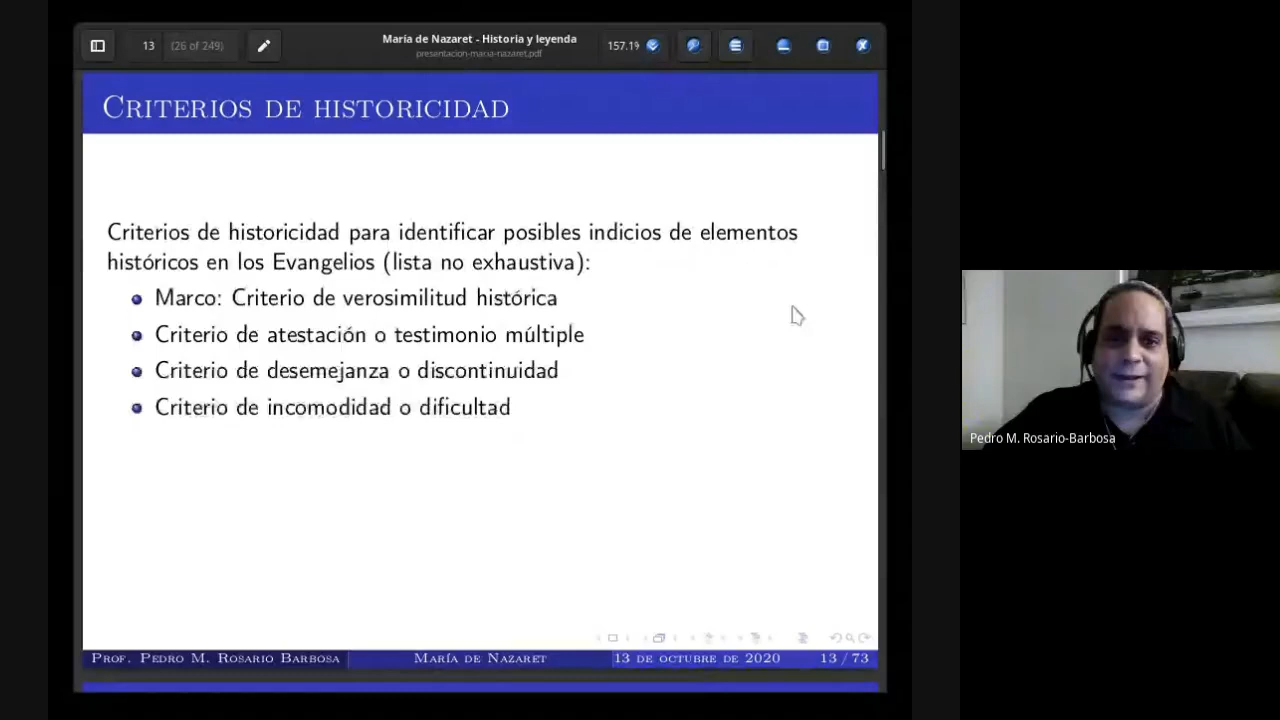 13 (26 of 249)
María de Nazaret - Historia y leyenda
presentacion-maria-nazaret.pdf
157.1%
Criterios de historicidad
Criterios de historicidad para identificar posibles indicios de elementos
históricos en los Evangelios (lista no exhaustiva):
Marco: Criterio de verosimilitud histórica
Criterio de atestación o testimonio múltiple
Criterio de desemejanza o discontinuidad
Criterio de incomodidad o dificultad
Pedro M. Rosario-Barbosa
Prof. Pedro M. Rosario Barbosa María de Nazaret 13 de octubre de 2020 13 / 73